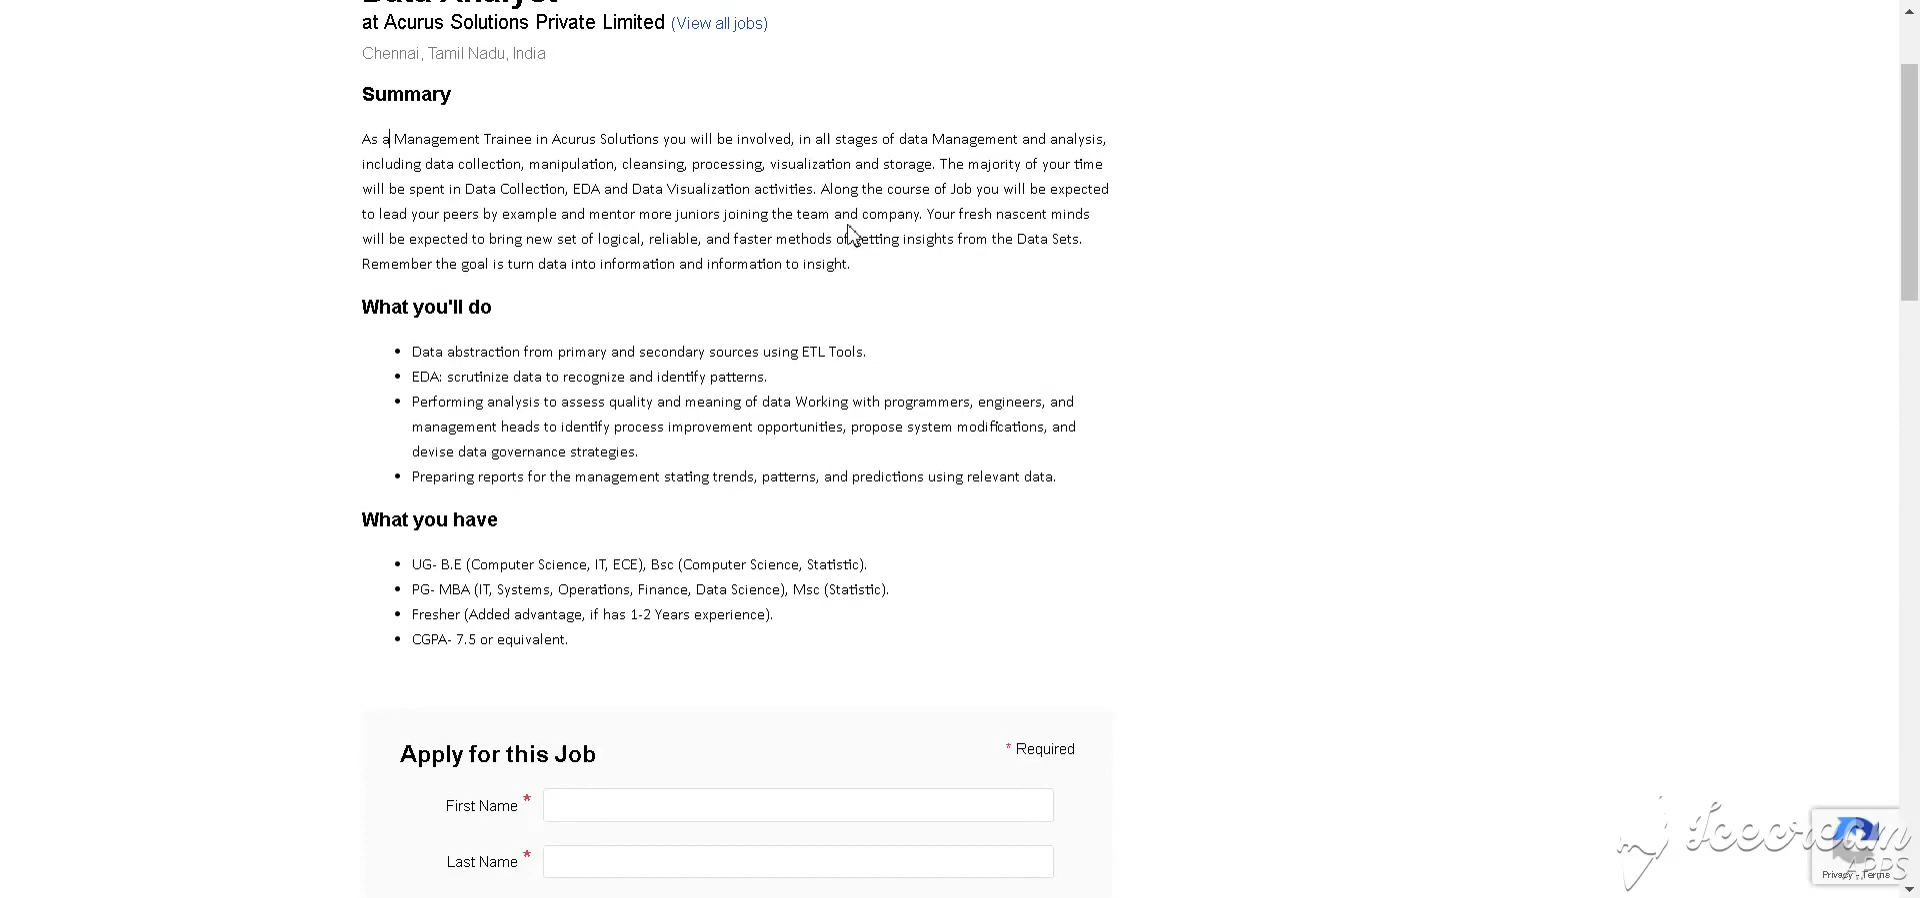 Data Analyst
at Acurus Solutions Private Limited (View all jobs)
Chennai, Tamil Nadu, India
Summary
As a Management Trainee in Acurus Solutions you will be involved, in all stages of data Management and analysis,
including data collection, manipulation, cleansing, processing, visualization and storage. The majority of your time
will be spent in Data Collection, EDA and Data Visualization activities. Along the course of Job you will be expected
to lead your peers by example and mentor more juniors joining the team and company. Your fresh nascent minds
will be expected to bring new set of logical, reliable, and faster methods of getting insights from the Data Sets.
Remember the goal is turn data into information and information to insight.
What you'll do
• Data abstraction from primary and secondary sources using ETL Tools.
• EDA: scrutinize data to recognize and identify patterns.
• Performing analysis to assess quality and meaning of data Working with programmers, engineers, and
management heads to identify process improvement opportunities, propose system modifications, and
devise data governance strategies.
• Preparing reports for the management stating trends, patterns, and predictions using relevant data.
What you have
• UG- B.E (Computer Science, IT, ECE), Bsc (Computer Science, Statistic).
• PG- MBA (IT, Systems, Operations, Finance, Data Science), Msc (Statistic).
• Fresher (Added advantage, if has 1-2 Years experience).
• CGPA- 7.5 or equivalent.
Apply for this Job
* Required
First Name *
Last Name *
Icecream
APPS
Privacy - Terms